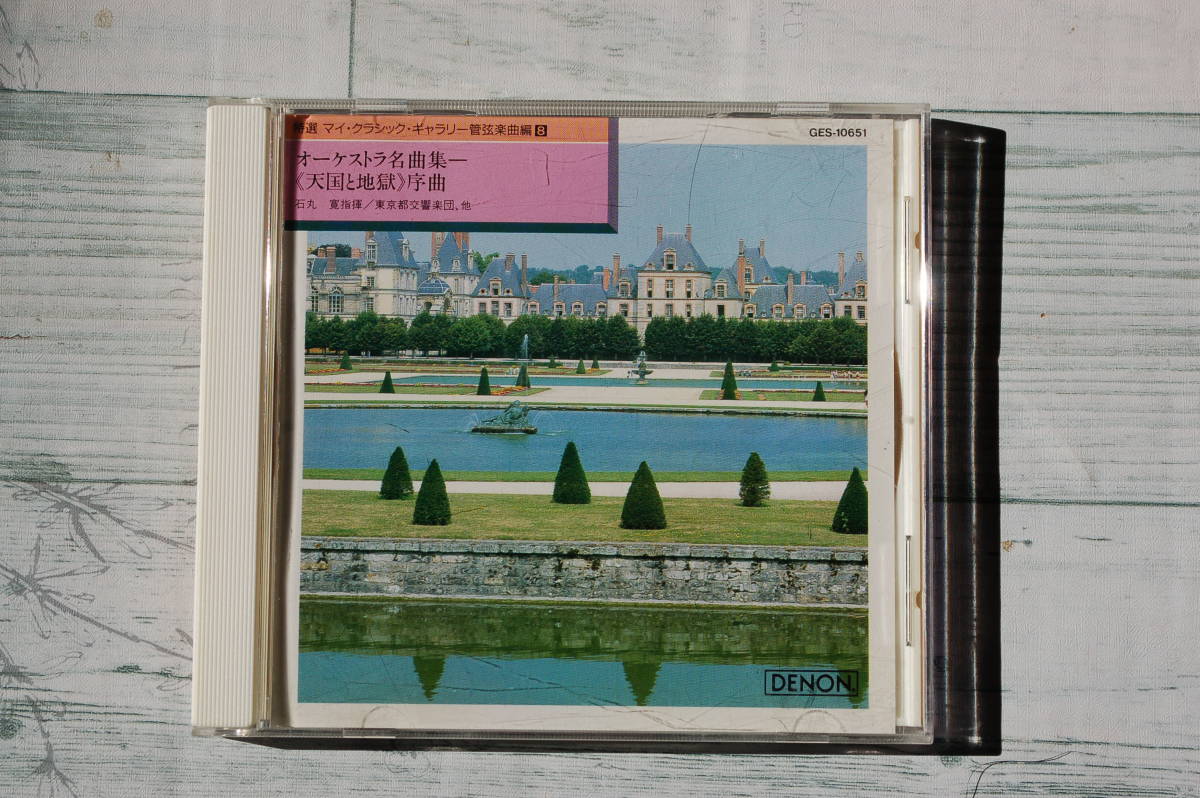 特選 マイ・クラシック・ギャラリー管弦楽曲編8
GES-10651
オーケストラ名曲集―
《天国と地獄》序曲
石丸 寛指揮/東京都交響楽団、他
DENON